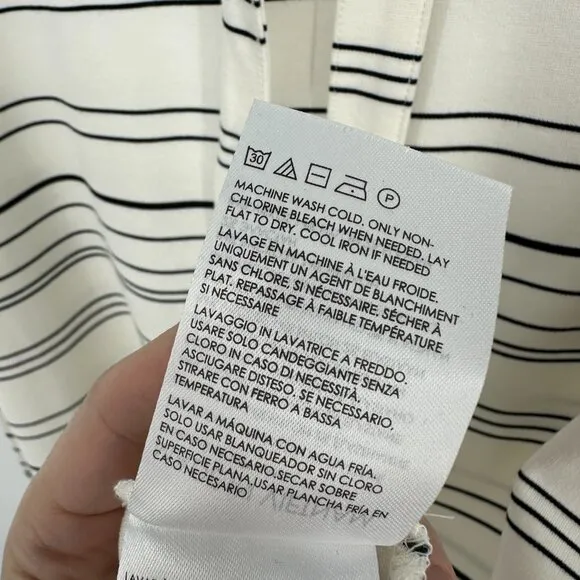 30 P
MACHINE WASH COLD. ONLY NON-
CHLORINE BLEACH WHEN NEEDED. LAY
FLAT TO DRY. COOL IRON IF NEEDED
LAVAGE EN MACHINE À L'EAU FROIDE.
UNIQUEMENT UN AGENT DE BLANCHIMENT
SANS CHLORE, SI NÉCESSAIRE. SÉCHER À
PLAT. REPASSAGE À FAIBLE TEMPÉRATURE
SI NÉCESSAIRE
LAVAGGIO IN LAVATRICE A FREDDO.
USARE SOLO CANDEGGIANTE SENZA
CLORO IN CASO DI NECESSITÀ.
ASCIUGARE DISTESO. SE NECESSARIO,
STIRARE CON FERRO A BASSA
TEMPERATURA
LAVAR A MÁQUINA CON AGUA FRÍA.
SOLO USAR BLANQUEADOR SIN CLORO
EN CASO NECESARIO.SECAR SOBRE
SUPERFICIE PLANA.USAR PLANCHA FRÍA EN
CASO NECESARIO